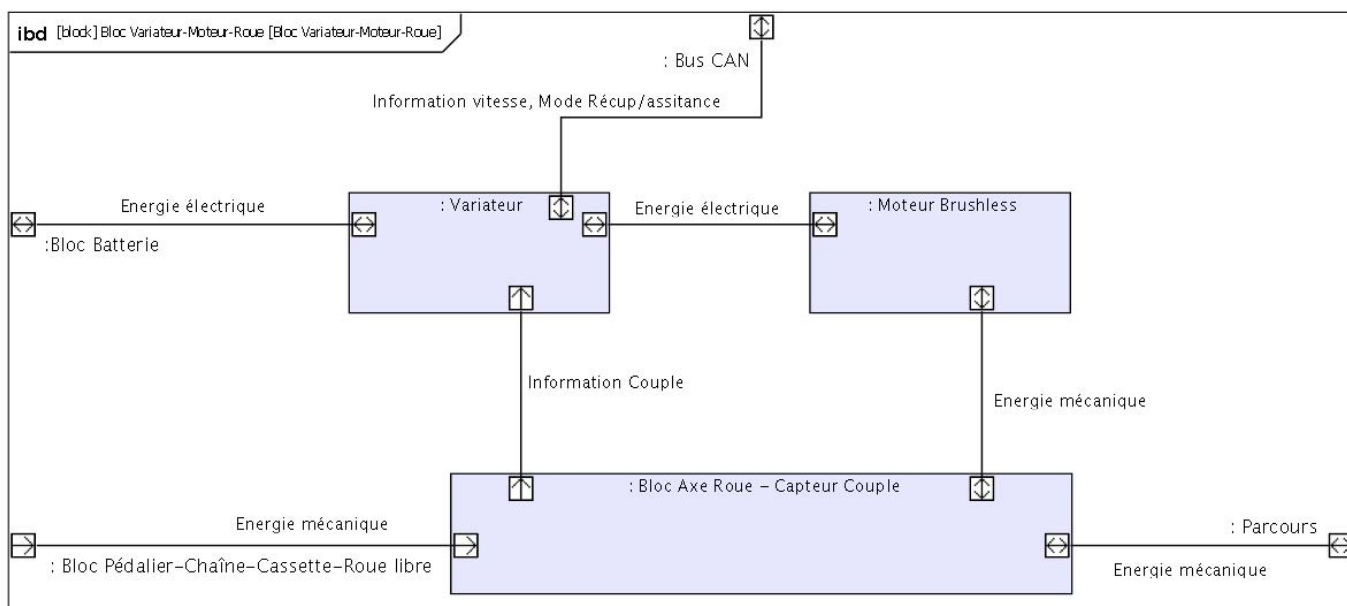 ibd [block] Bloc Variateur-Moteur-Roue [Bloc Variateur-Moteur-Roue]
: Bus CAN
Information vitesse, Mode Récup/assitance
Energie électrique
: Variateur
Energie électrique
: Moteur Brushless
:Bloc Batterie
Information Couple
Energie mécanique
: Bloc Axe Roue – Capteur Couple
Energie mécanique
: Parcours
: Bloc Pédalier–Chaîne–Cassette–Roue libre
Energie mécanique